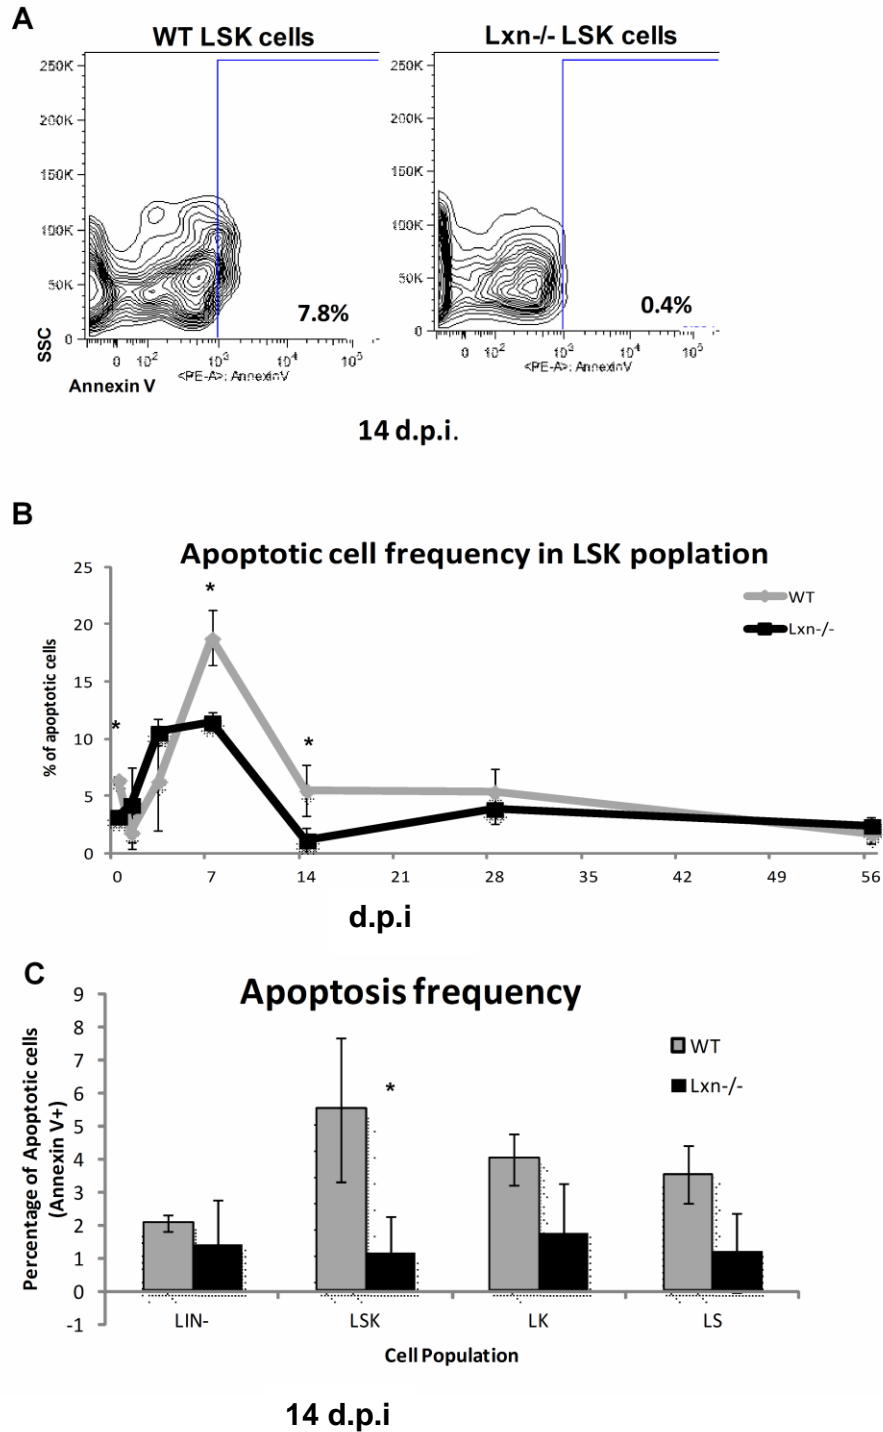 A
WT LSK cells
Lxn-/- LSK cells
250K
200K
150K
100K
50K
0
SSC
7.8%
0 10² 10³ 10⁴ 10⁵
<PE-A>: AnnexinV
Annexin V
250K
200K
150K
100K
50K
0
0.4%
0 10² 10³ 10⁴ 10⁵
<PE-A>: AnnexinV
14 d.p.i.
B
Apoptotic cell frequency in LSK poplation
% of apoptotic cells
25
20
15
10
5
0
*
*
*
WT
Lxn-/-
0 7 14 21 28 35 42 49 56
d.p.i
C
Apoptosis frequency
Percentage of Apoptotic cells
(Annexin V+)
9
8
7
6
5
4
3
2
1
0
-1
*
WT
Lxn-/-
LIN- LSK LK LS
Cell Population
14 d.p.i